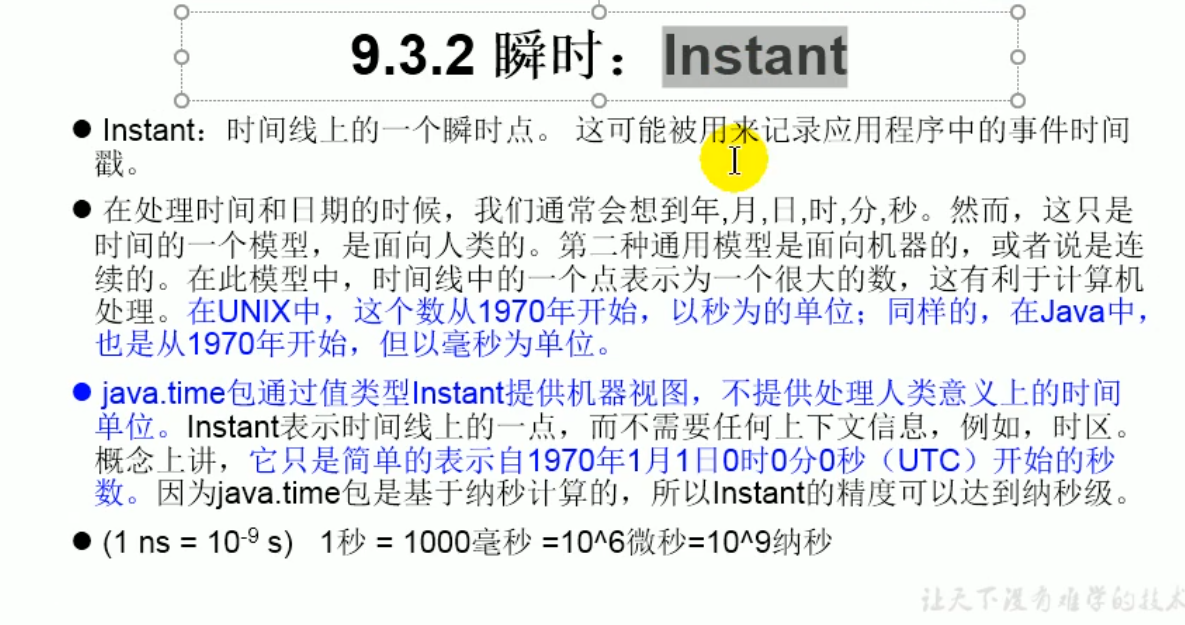 9.3.2 瞬时：Instant
● Instant：时间线上的一个瞬时点。 这可能被用来记录应用程序中的事件时间
戳。
● 在处理时间和日期的时候，我们通常会想到年,月,日,时,分,秒。然而，这只是
时间的一个模型，是面向人类的。第二种通用模型是面向机器的，或者说是连
续的。在此模型中，时间线中的一个点表示为一个很大的数，这有利于计算机
处理。在UNIX中，这个数从1970年开始，以秒为的单位；同样的，在Java中，
也是从1970年开始，但以毫秒为单位。
● java.time包通过值类型Instant提供机器视图，不提供处理人类意义上的时间
单位。Instant表示时间线上的一点，而不需要任何上下文信息，例如，时区。
概念上讲，它只是简单的表示自1970年1月1日0时0分0秒（UTC）开始的秒
数。因为java.time包是基于纳秒计算的，所以Instant的精度可以达到纳秒级。
● (1 ns = 10⁻⁹ s) 1秒 = 1000毫秒 =10^6微秒=10^9纳秒
让天下没有难学的技术